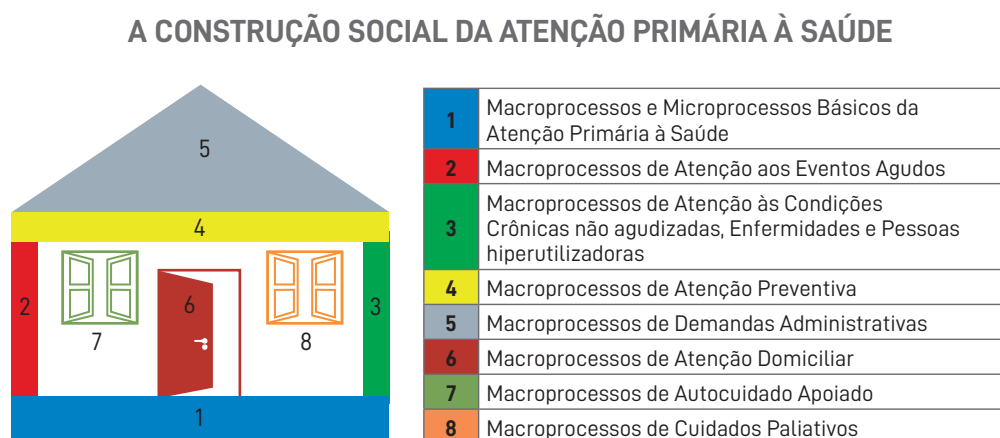 A CONSTRUÇÃO SOCIAL DA ATENÇÃO PRIMÁRIA À SAÚDE
5
4
2
6
3
7
8
1
1 Macroprocessos e Microprocessos Básicos da
Atenção Primária à Saúde
2 Macroprocessos de Atenção aos Eventos Agudos
Macroprocessos de Atenção às Condições
3 Crônicas não agudizadas, Enfermidades e Pessoas
hiperutilizadoras
4 Macroprocessos de Atenção Preventiva
5 Macroprocessos de Demandas Administrativas
6 Macroprocessos de Atenção Domiciliar
7 Macroprocessos de Autocuidado Apoiado
8 Macroprocessos de Cuidados Paliativos